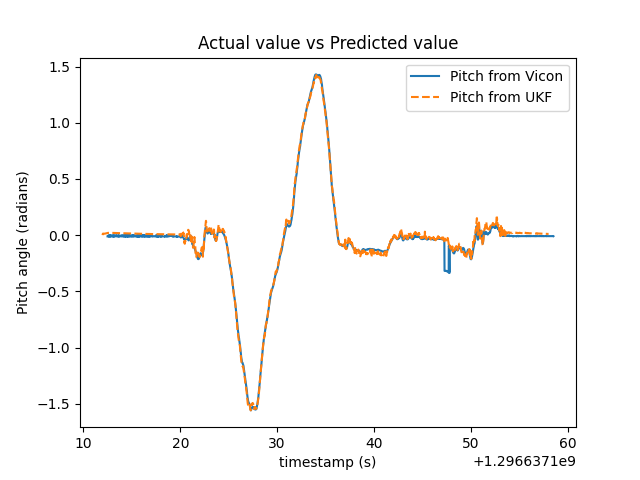 Actual value vs Predicted value
Pitch from Vicon
Pitch from UKF
Pitch angle (radians)
1.5
1.0
0.5
0.0
−0.5
−1.0
−1.5
10 20 30 40 50 60
timestamp (s)
+1.2966371e9